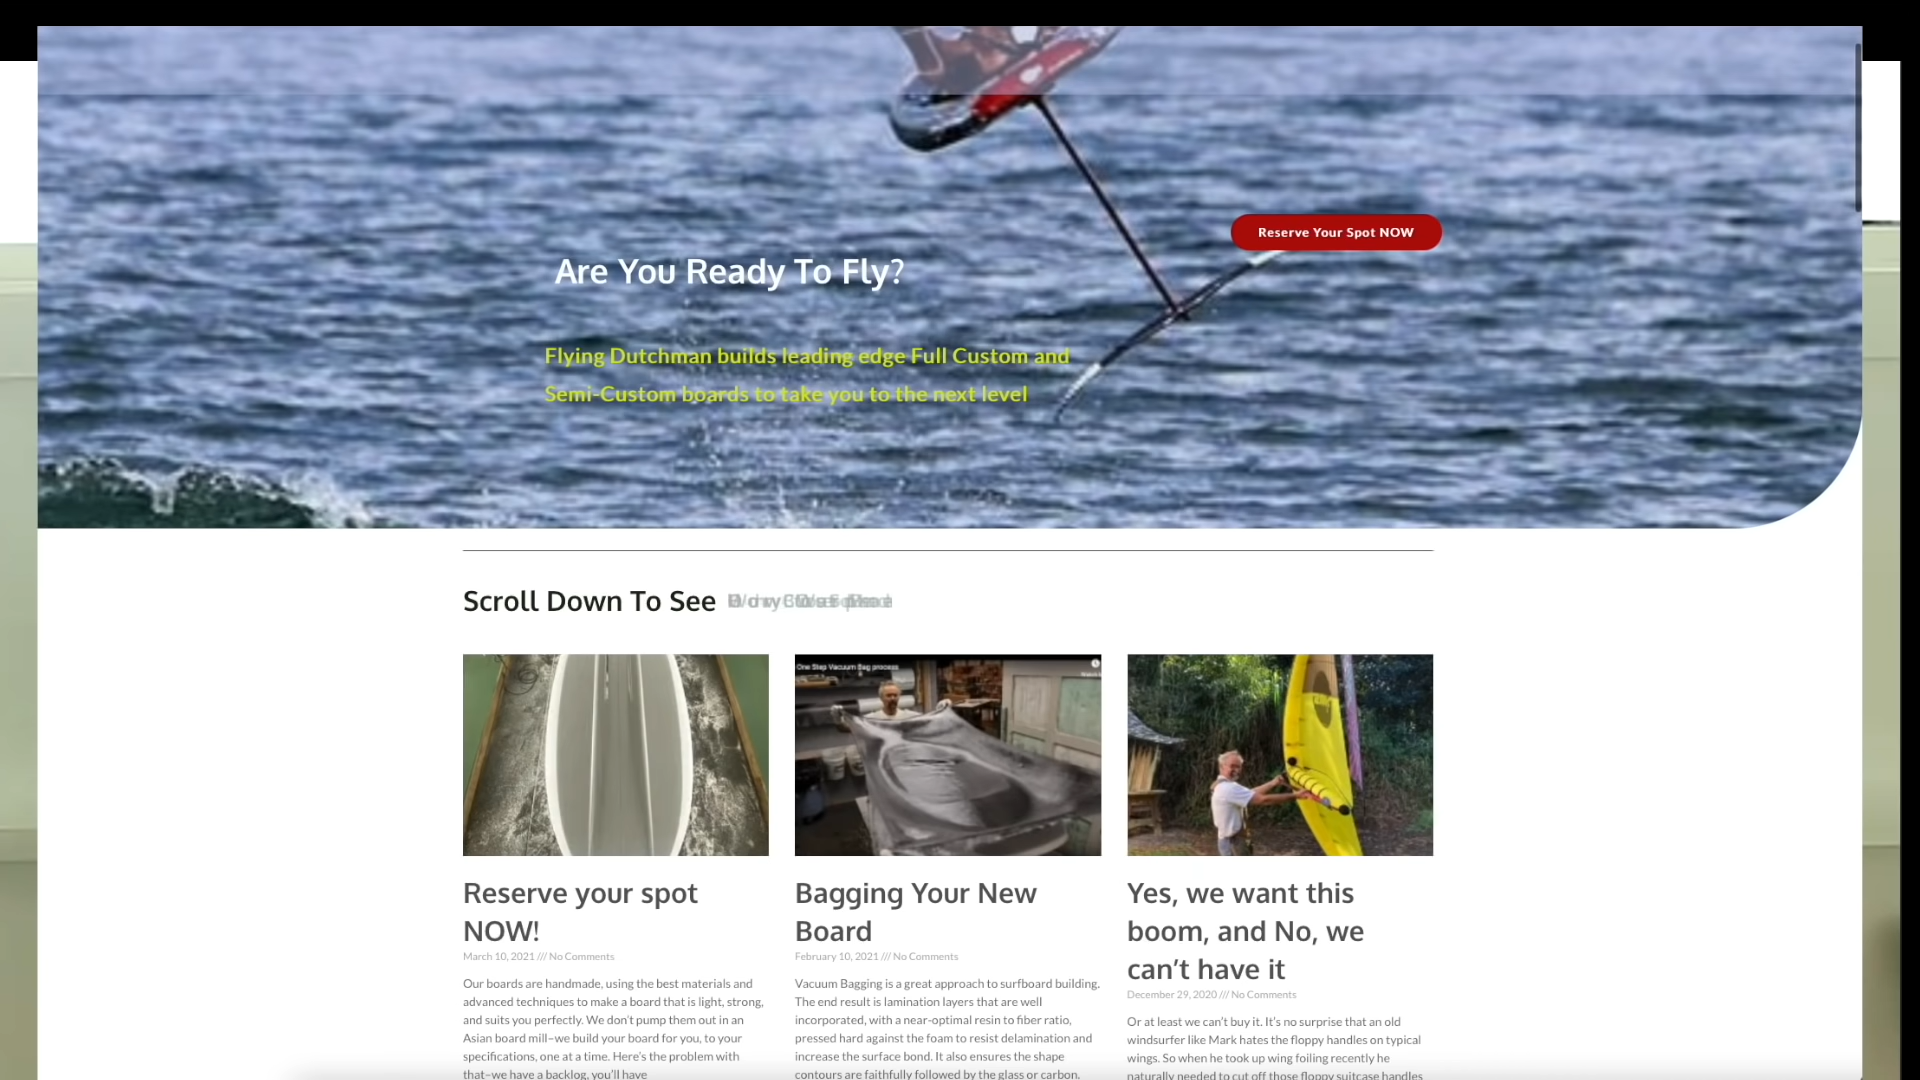 Reserve Your Spot NOW
Are You Ready To Fly?
Flying Dutchman builds leading edge Full Custom and
Semi-Custom boards to take you to the next level
Scroll Down To See
One Step Vacuum Bag process
Reserve your spot
NOW!
March 10, 2021 /// No Comments
Our boards are handmade, using the best materials and
advanced techniques to make a board that is light, strong,
and suits you perfectly. We don’t pump them out in an
Asian board mill–we build your board for you, to your
specifications, one at a time. Here’s the problem with
that–we have a backlog, you’ll have
Bagging Your New
Board
February 10, 2021 /// No Comments
Vacuum Bagging is a great approach to surfboard building.
The end result is lamination layers that are well
incorporated, with a near-optimal resin to fiber ratio,
pressed hard against the foam to resist delamination and
increase the surface bond. It also ensures the shape
contours are faithfully followed by the glass or carbon.
Yes, we want this
boom, and No, we
can’t have it
December 29, 2020 /// No Comments
Or at least we can’t buy it. It’s no surprise that an old
windsurfer like Mark hates the floppy handles on typical
wings. So when he took up wing foiling recently he
naturally needed to cut off those floppy suitcase handles